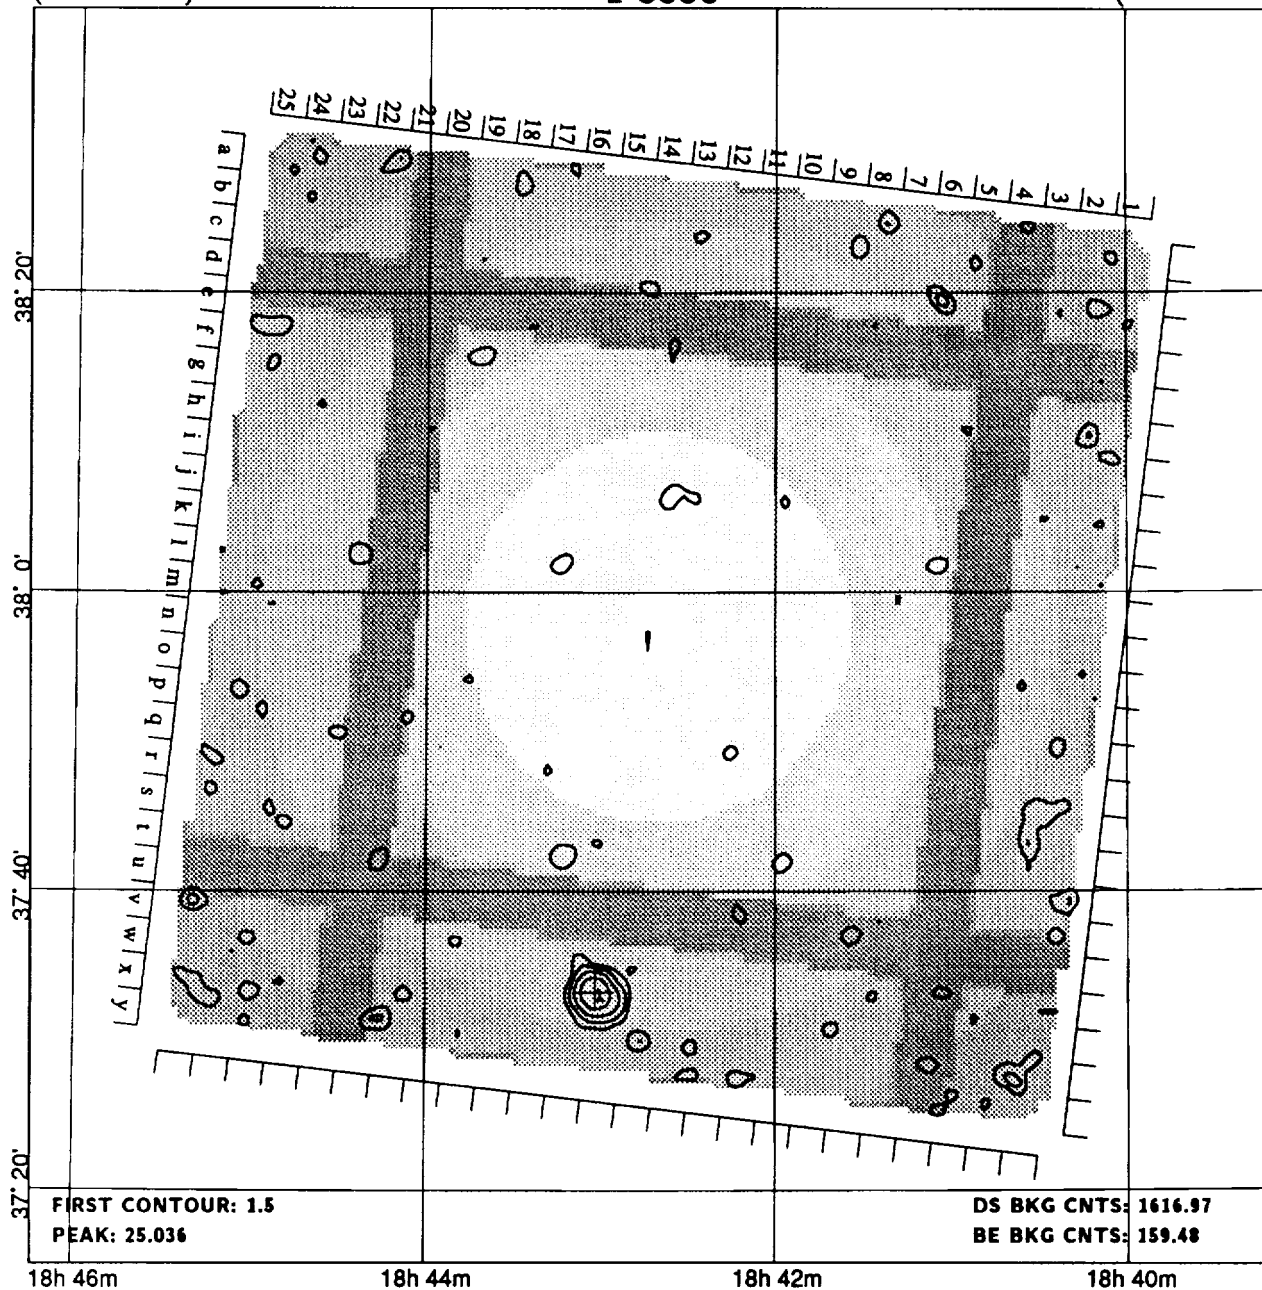 25 24 23 22 21 20 19 18 17 16 15 14 13 12 11 10 9 8 7 6 5 4 3 2 1
a b c d e f g h i j k l m n o p q r s t u v w x y
38° 20'
38° 0'
37° 40'
37° 20'
FIRST CONTOUR: 1.5
PEAK: 25.036
DS BKG CNTS: 1616.97
BE BKG CNTS: 159.48
18h 46m 18h 44m 18h 42m 18h 40m